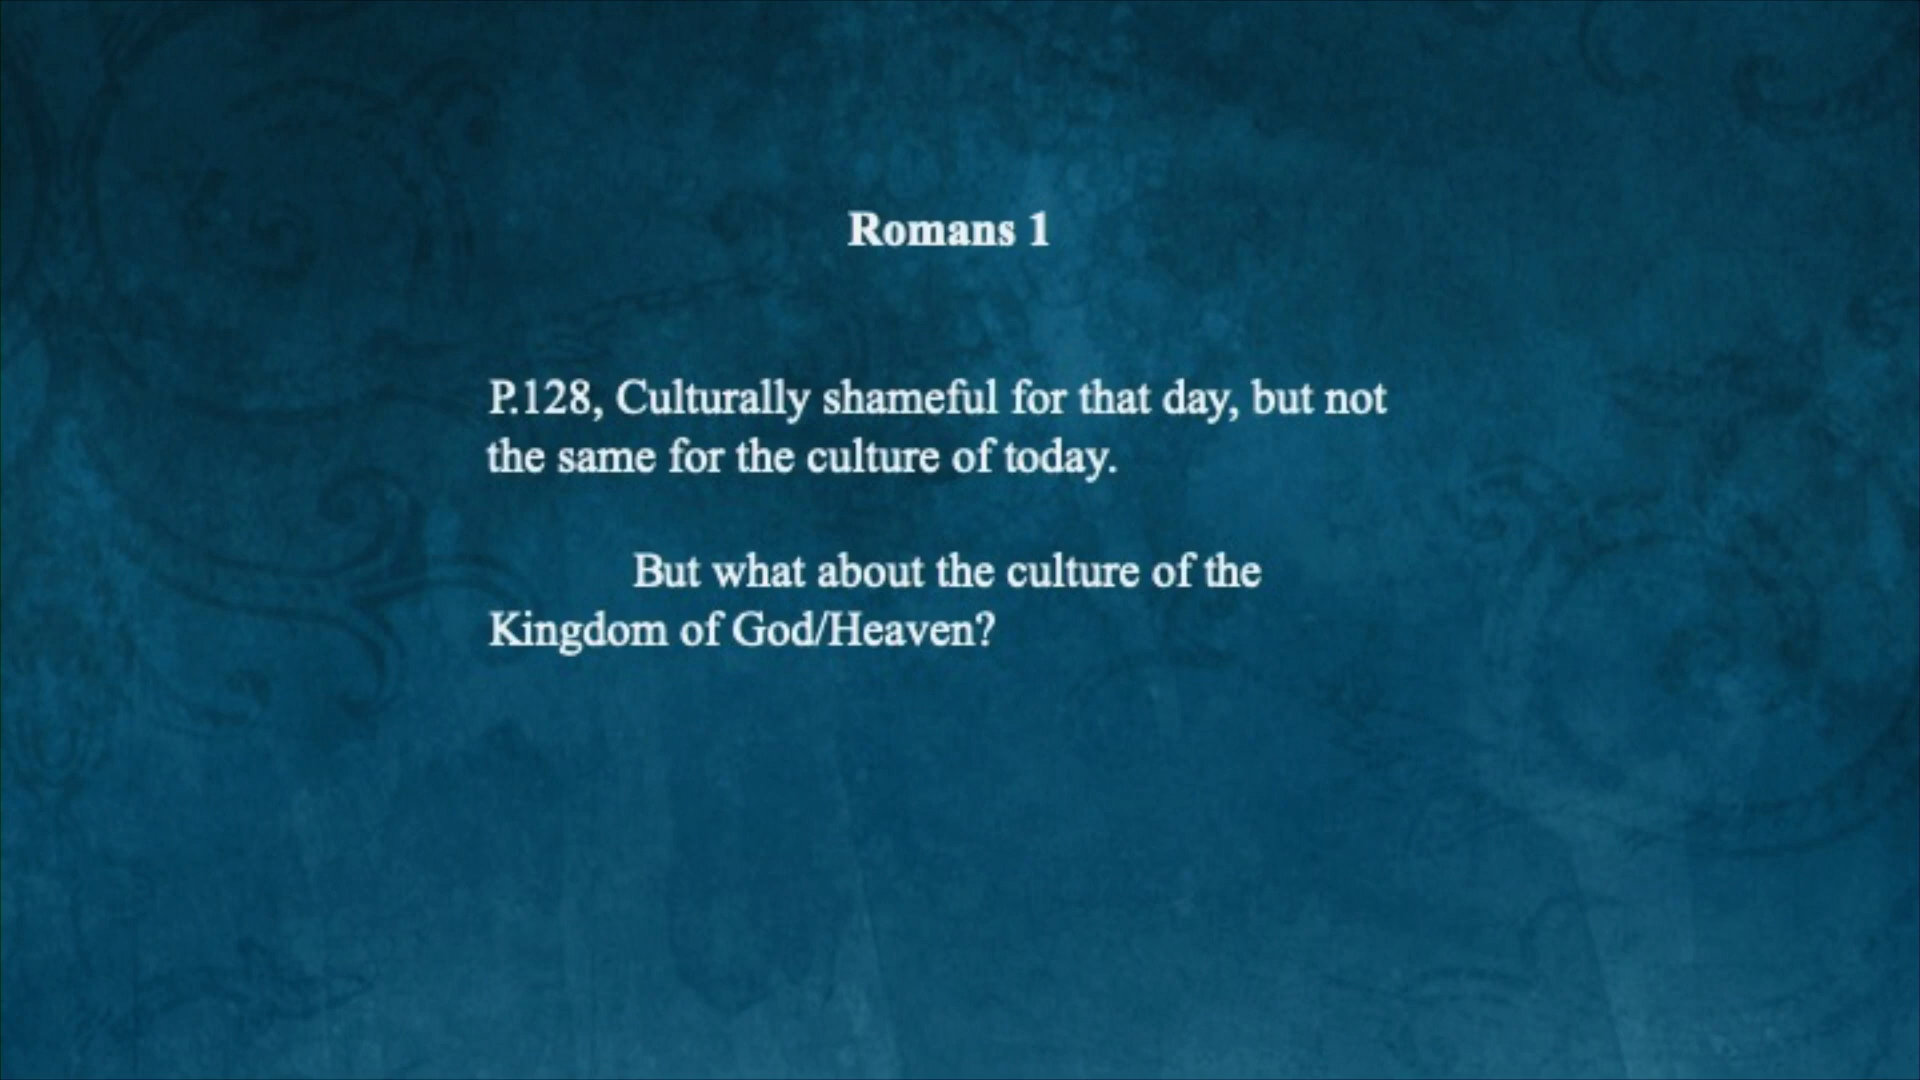 Romans 1
P.128, Culturally shameful for that day, but not
the same for the culture of today.
But what about the culture of the
Kingdom of God/Heaven?